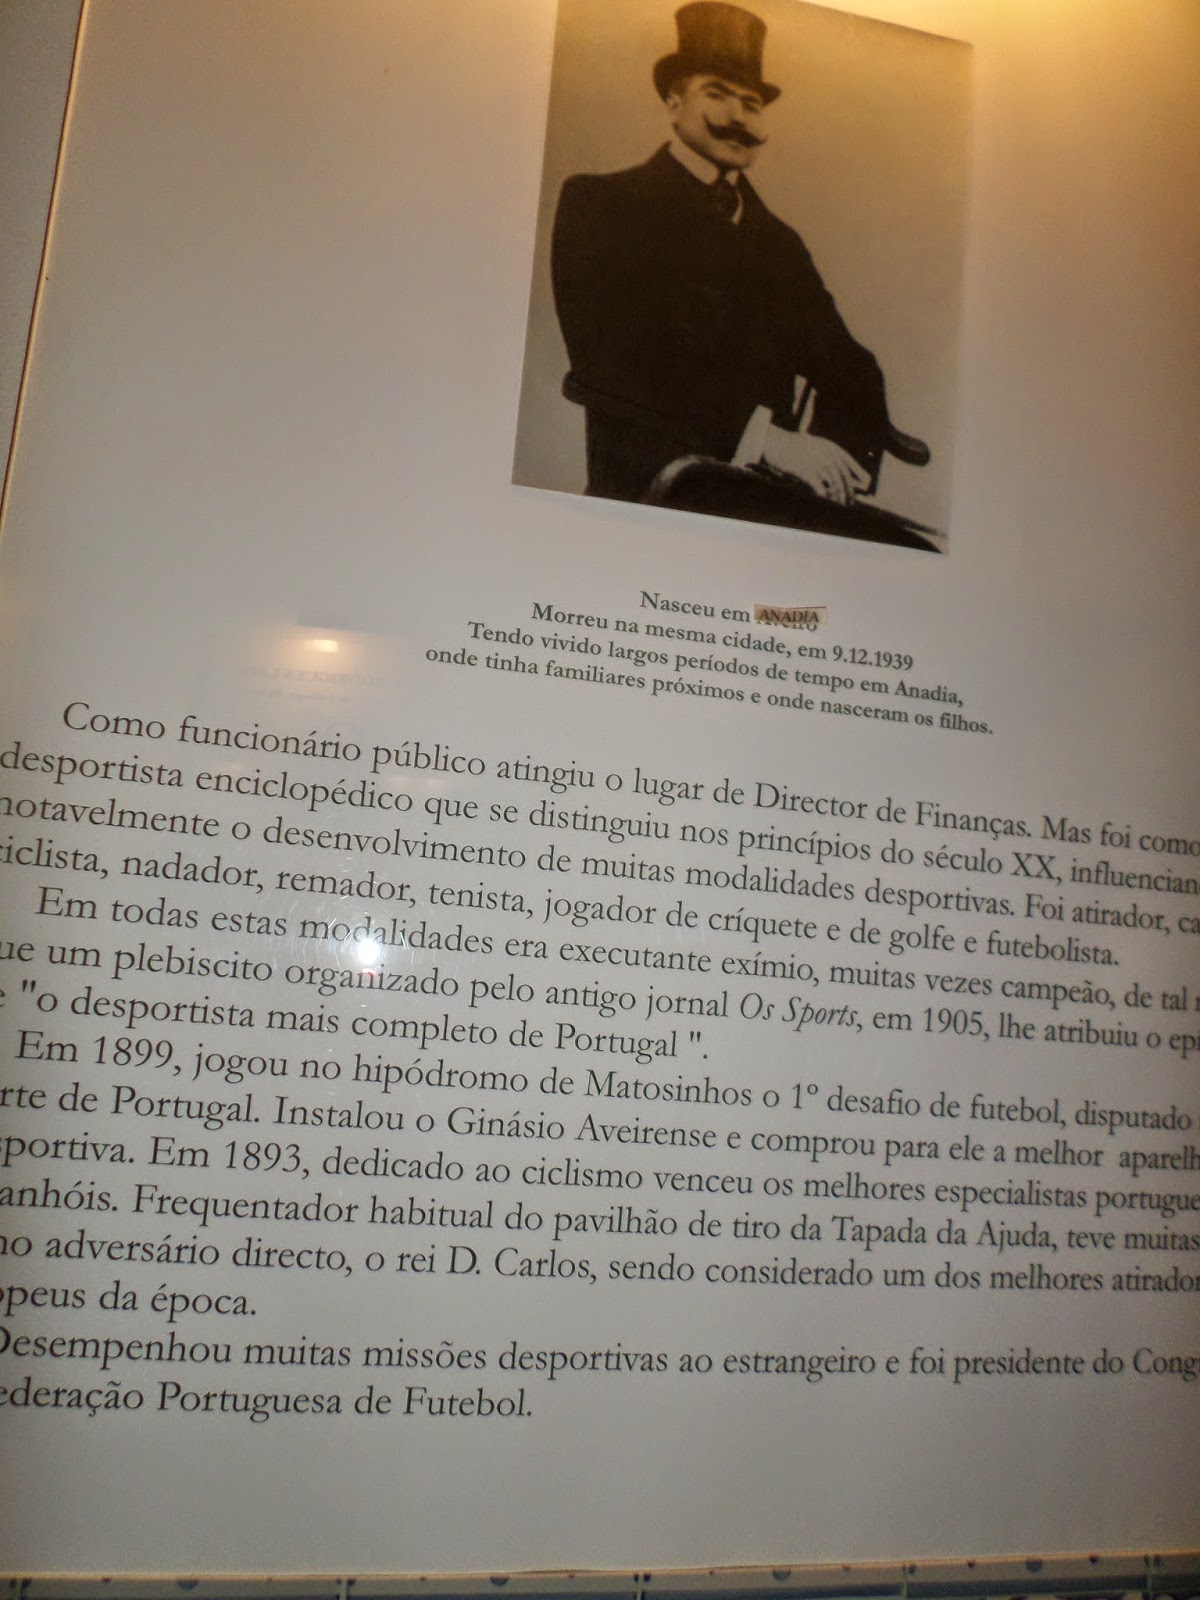 Nasceu em ANADIA
Morreu na mesma cidade, em 9.12.1939
Tendo vivido largos períodos de tempo em Anadia,
onde tinha familiares próximos e onde nasceram os filhos.
Como funcionário público atingiu o lugar de Director de Finanças. Mas foi como
desportista enciclopédico que se distinguiu nos princípios do século XX, influencian
notavelmente o desenvolvimento de muitas modalidades desportivas. Foi atirador, ca
ciclista, nadador, remador, tenista, jogador de críquete e de golfe e futebolista.
Em todas estas modalidades era executante exímio, muitas vezes campeão, de tal
ue um plebiscito organizado pelo antigo jornal Os Sports, em 1905, lhe atribuiu o epi
e "o desportista mais completo de Portugal ".
Em 1899, jogou no hipódromo de Matosinhos o 1º desafio de futebol, disputado
rte de Portugal. Instalou o Ginásio Aveirense e comprou para ele a melhor aparelh
sportiva. Em 1893, dedicado ao ciclismo venceu os melhores especialistas portugue
anhóis. Frequentador habitual do pavilhão de tiro da Tapada da Ajuda, teve muitas
no adversário directo, o rei D. Carlos, sendo considerado um dos melhores atirador
opeus da época.
Desempenhou muitas missões desportivas ao estrangeiro e foi presidente do Cong
ederação Portuguesa de Futebol.